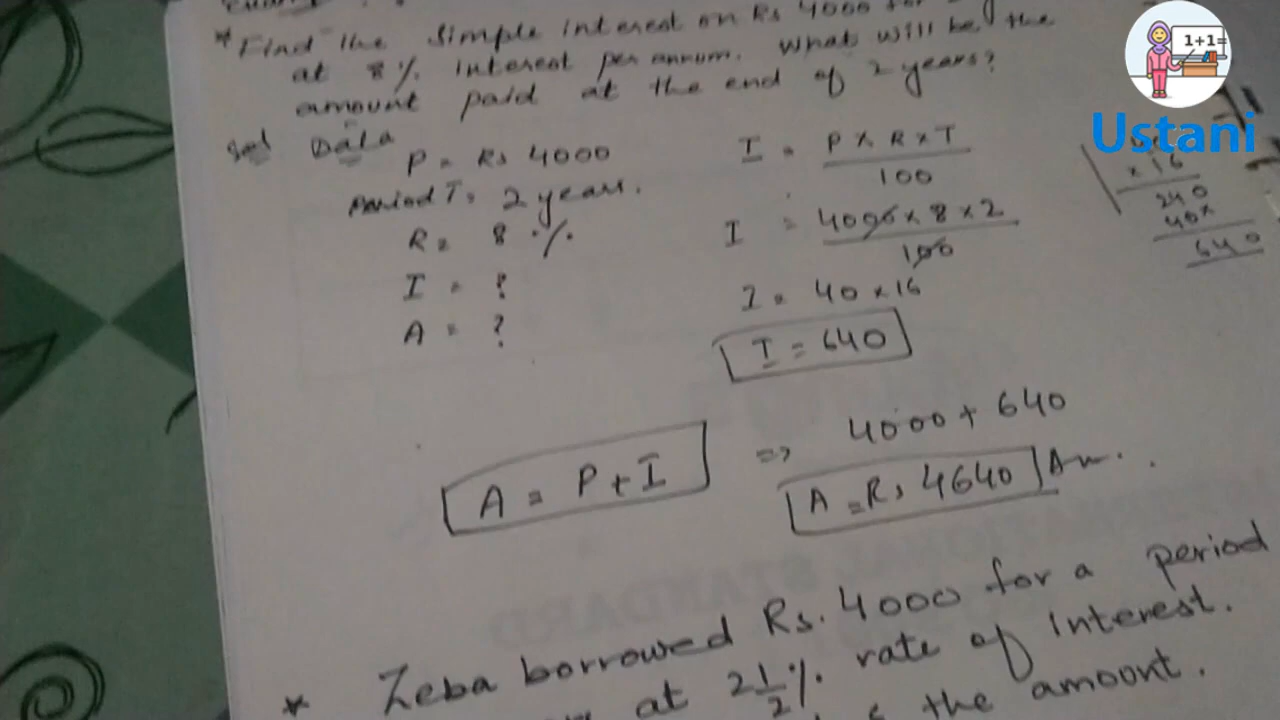 * Find the simple interest on Rs 4000 for
at 8% interest per annum. What will be the
amount paid at the end of 2 years?
Sol Data
P = Rs 4000
Period T = 2 years.
R = 8 %
I = ?
A = ?
I = P × R × T
100
I = 4000 × 8 × 2
100
I = 40 × 16
I = 640
× 16
240
40×
640
A = P + I
=> 4000 + 640
A = Rs 4640 Ans.
* Zeba borrowed Rs. 4000 for a period
at 2 1/2 % rate of interest.
the amount.
1+1=
Ustani